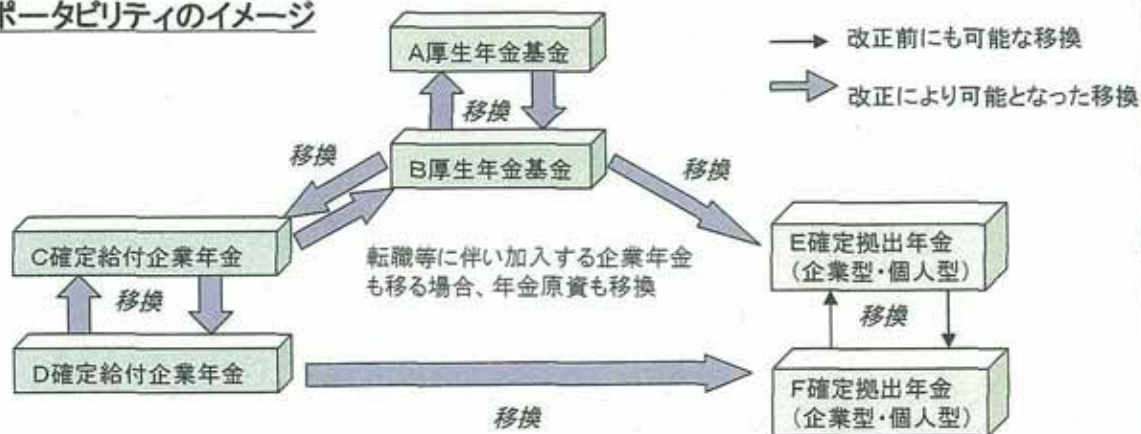 ポータビリティのイメージ
改正前にも可能な移換
改正により可能となった移換
A厚生年金基金
移換
B厚生年金基金
移換
移換
C確定給付企業年金
移換
D確定給付企業年金
転職等に伴い加入する企業年金
も移る場合、年金原資も移換
E確定拠出年金
(企業型・個人型)
移換
F確定拠出年金
(企業型・個人型)
移換